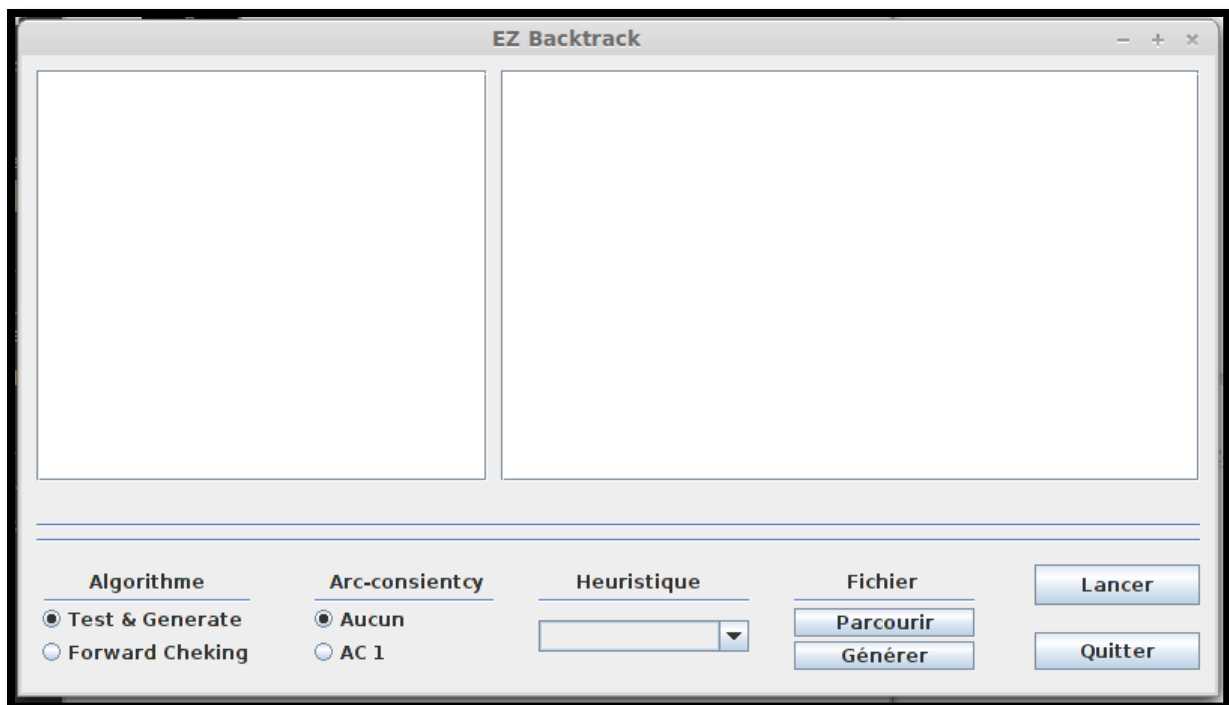 EZ Backtrack
Algorithme
Test & Generate
Forward Cheking
Arc-consientcy
Aucun
AC 1
Heuristique
Fichier
Parcourir
Générer
Lancer
Quitter